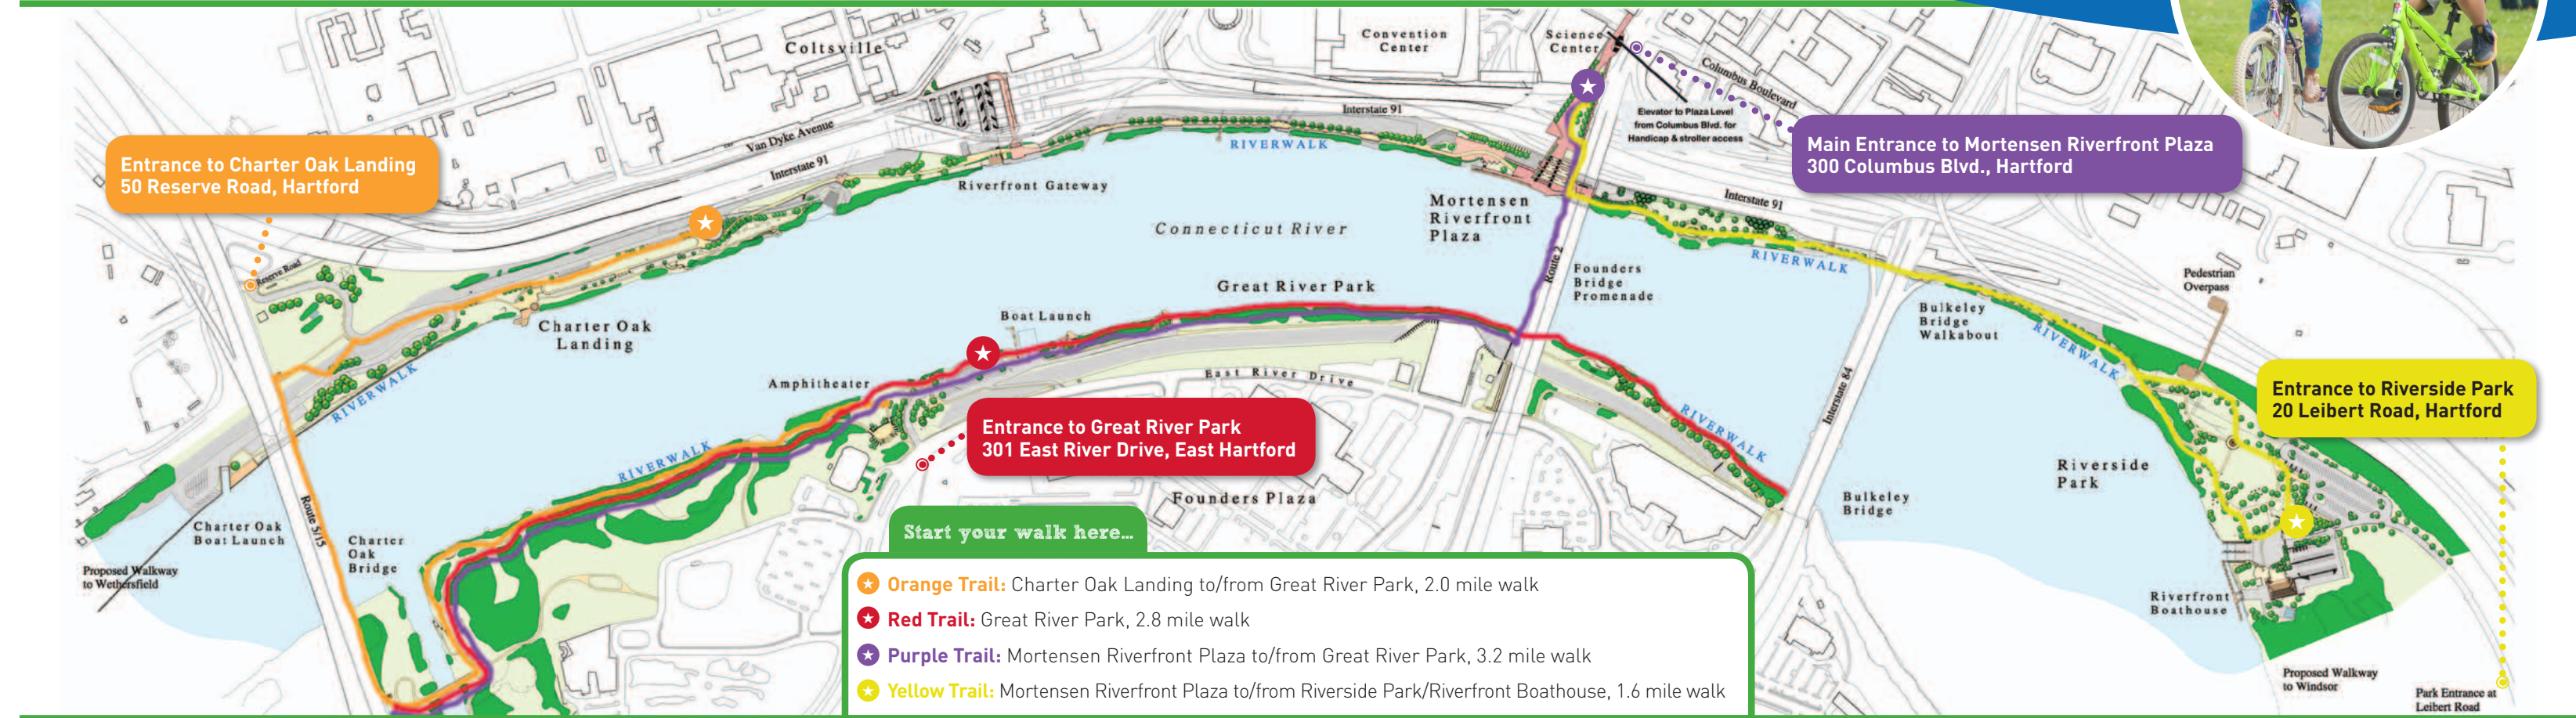 Coltsville
Convention
Center
Science
Center
Columbus Boulevard
Elevator to Plaza Level
from Columbus Blvd. for
Handicap & stroller access
Interstate 91
Van Dyke Avenue
Interstate 91
Entrance to Charter Oak Landing
50 Reserve Road, Hartford
Main Entrance to Mortensen Riverfront Plaza
300 Columbus Blvd., Hartford
RIVERWALK
Riverfront Gateway
Mortensen
Riverfront
Plaza
Interstate 91
Connecticut River
RIVERWALK
Reserve Road
Route 2
Founders
Bridge
Promenade
Pedestrian
Overpass
Great River Park
Boat Launch
Charter Oak
Landing
Bulkeley
Bridge
Walkabout
RIVERWALK
RIVERWALK
Amphitheater
East River Drive
Interstate 84
Entrance to Riverside Park
20 Leibert Road, Hartford
Entrance to Great River Park
301 East River Drive, East Hartford
RIVERWALK
RIVERWALK
Riverside
Park
Founders Plaza
Bulkeley
Bridge
Route 5/15
Charter Oak
Boat Launch
Charter
Oak
Bridge
Proposed Walkway
to Wethersfield
Riverfront
Boathouse
Start your walk here...
Orange Trail: Charter Oak Landing to/from Great River Park, 2.0 mile walk
Red Trail: Great River Park, 2.8 mile walk
Purple Trail: Mortensen Riverfront Plaza to/from Great River Park, 3.2 mile walk
Yellow Trail: Mortensen Riverfront Plaza to/from Riverside Park/Riverfront Boathouse, 1.6 mile walk
Proposed Walkway
to Windsor
Park Entrance at
Leibert Road